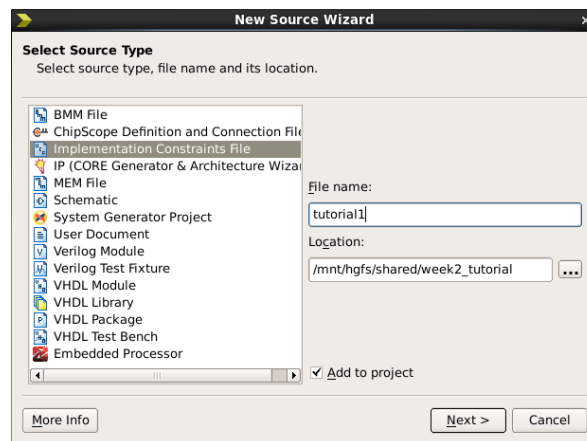 New Source Wizard
Select Source Type
Select source type, file name and its location.
BMM File
ChipScope Definition and Connection File
Implementation Constraints File
IP (CORE Generator & Architecture Wizar
MEM File
Schematic
System Generator Project
User Document
Verilog Module
Verilog Test Fixture
VHDL Module
VHDL Library
VHDL Package
VHDL Test Bench
Embedded Processor
File name:
tutorial1
Location:
/mnt/hgfs/shared/week2_tutorial
...
Add to project
More Info
Next >
Cancel